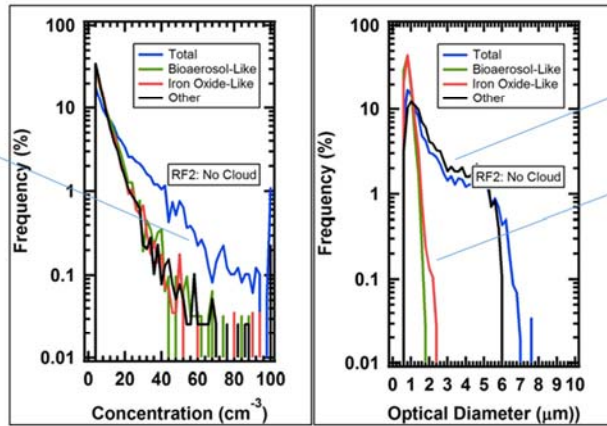 100
10
1
0.1
0.01
Frequency (%)
Total
Bioaerosol-Like
Iron Oxide-Like
Other
RF2: No Cloud
0 20 40 60 80 100
Concentration (cm-3)
100
10
1
0.1
0.01
Frequency (%)
Total
Bioaerosol-Like
Iron Oxide-Like
Other
RF2: No Cloud
0 1 2 3 4 5 6 7 8 9 10
Optical Diameter (μm))